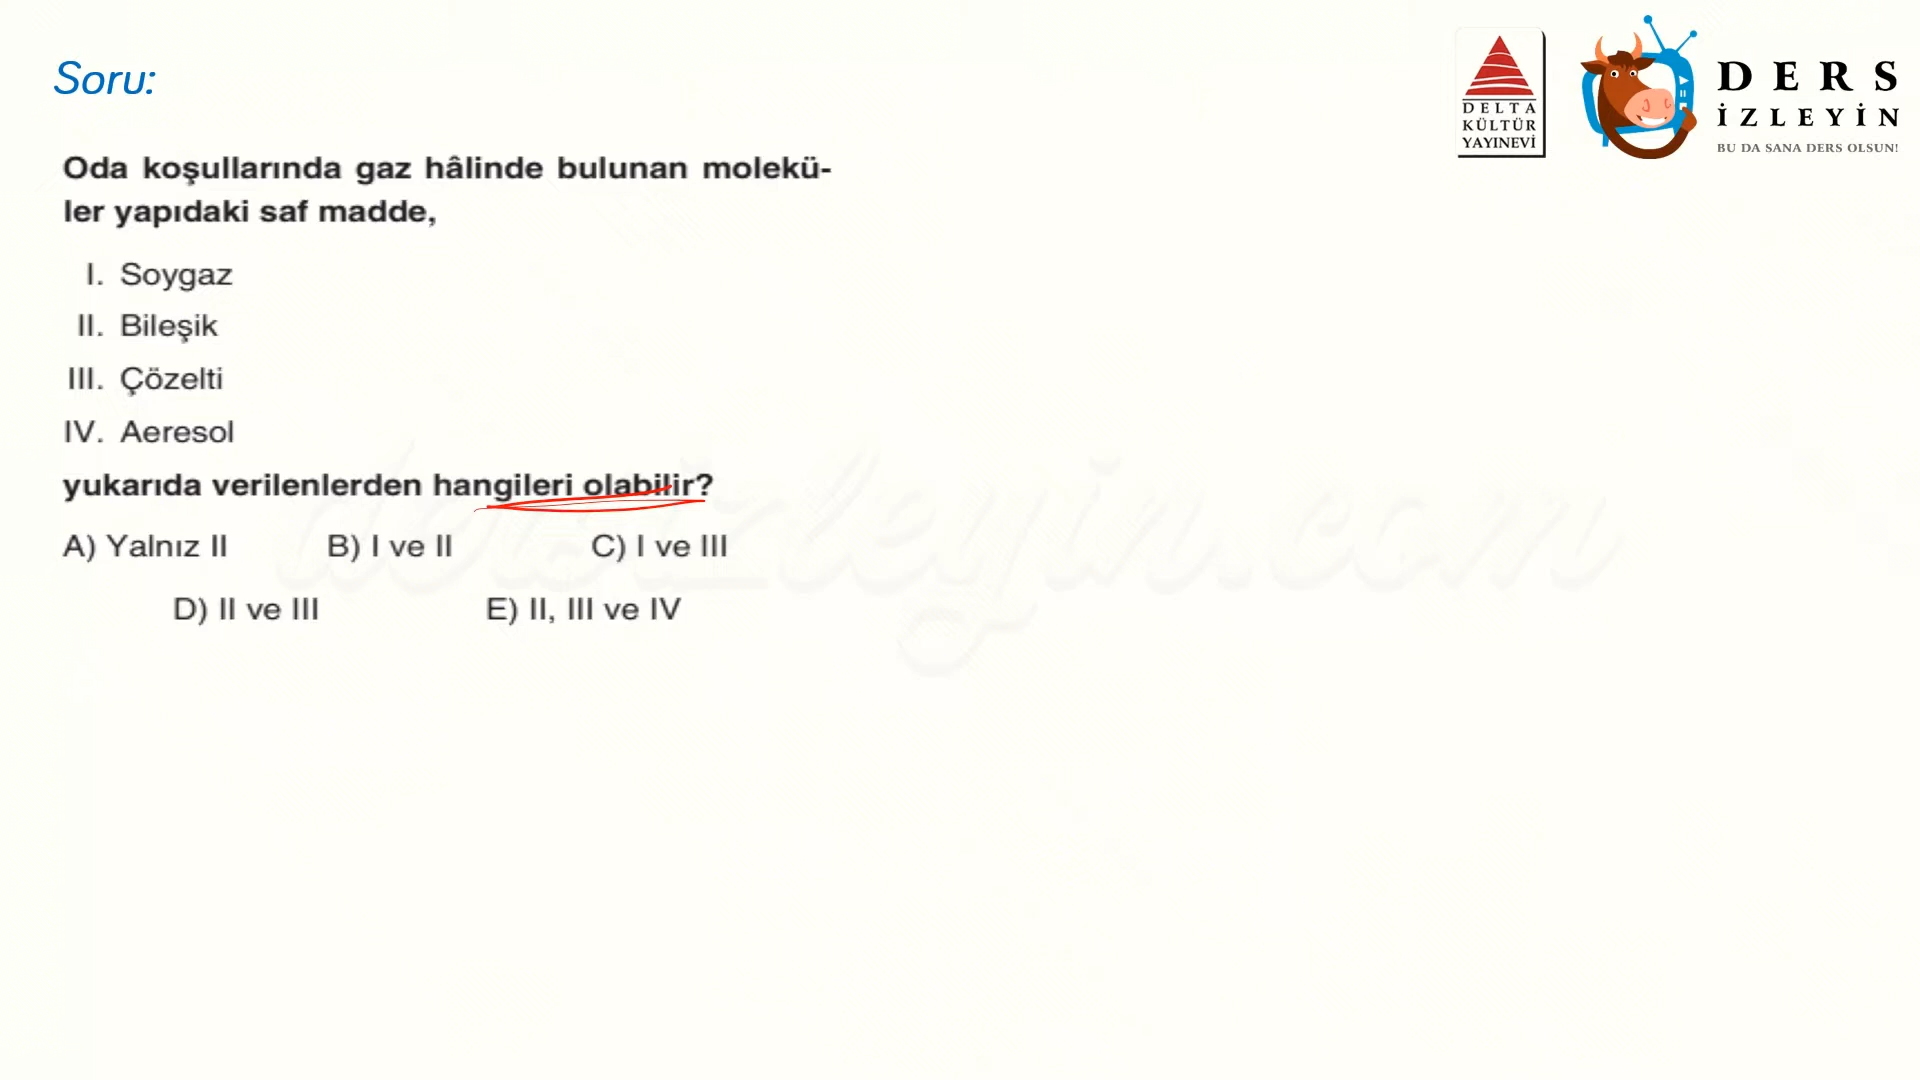 Soru:
DELTA
KÜLTÜR
YAYINEVİ
DERS
İZLEYİN
BU DA SANA DERS OLSUN!
Oda koşullarında gaz hâlinde bulunan molekü-
ler yapıdaki saf madde,
I. Soygaz
II. Bileşik
III. Çözelti
IV. Aeresol
yukarıda verilenlerden hangileri olabilir?
A) Yalnız II B) I ve II C) I ve III
D) II ve III E) II, III ve IV
dersizleyin.com